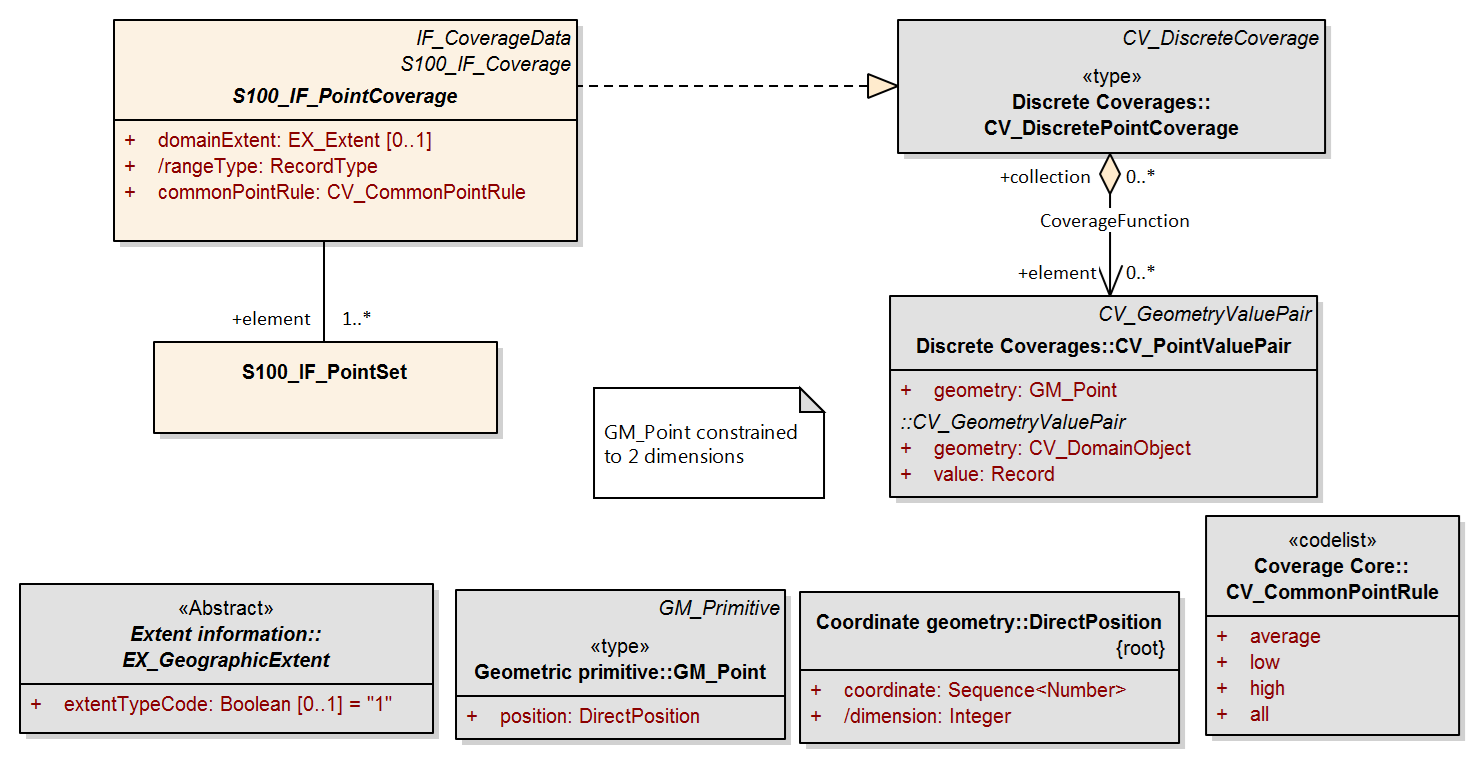 IF_CoverageData
S100_IF_Coverage
S100_IF_PointCoverage
+ domainExtent: EX_Extent [0..1]
+ /rangeType: RecordType
+ commonPointRule: CV_CommonPointRule
CV_DiscreteCoverage
«type»
Discrete Coverages::
CV_DiscretePointCoverage
+collection 0..*
CoverageFunction
+element 0..*
+element 1..*
S100_IF_PointSet
CV_GeometryValuePair
Discrete Coverages::CV_PointValuePair
+ geometry: GM_Point
::CV_GeometryValuePair
+ geometry: CV_DomainObject
+ value: Record
GM_Point constrained
to 2 dimensions
«Abstract»
Extent information::
EX_GeographicExtent
+ extentTypeCode: Boolean [0..1] = "1"
GM_Primitive
«type»
Geometric primitive::GM_Point
+ position: DirectPosition
Coordinate geometry::DirectPosition
{root}
+ coordinate: Sequence<Number>
+ /dimension: Integer
«codelist»
Coverage Core::
CV_CommonPointRule
+ average
+ low
+ high
+ all